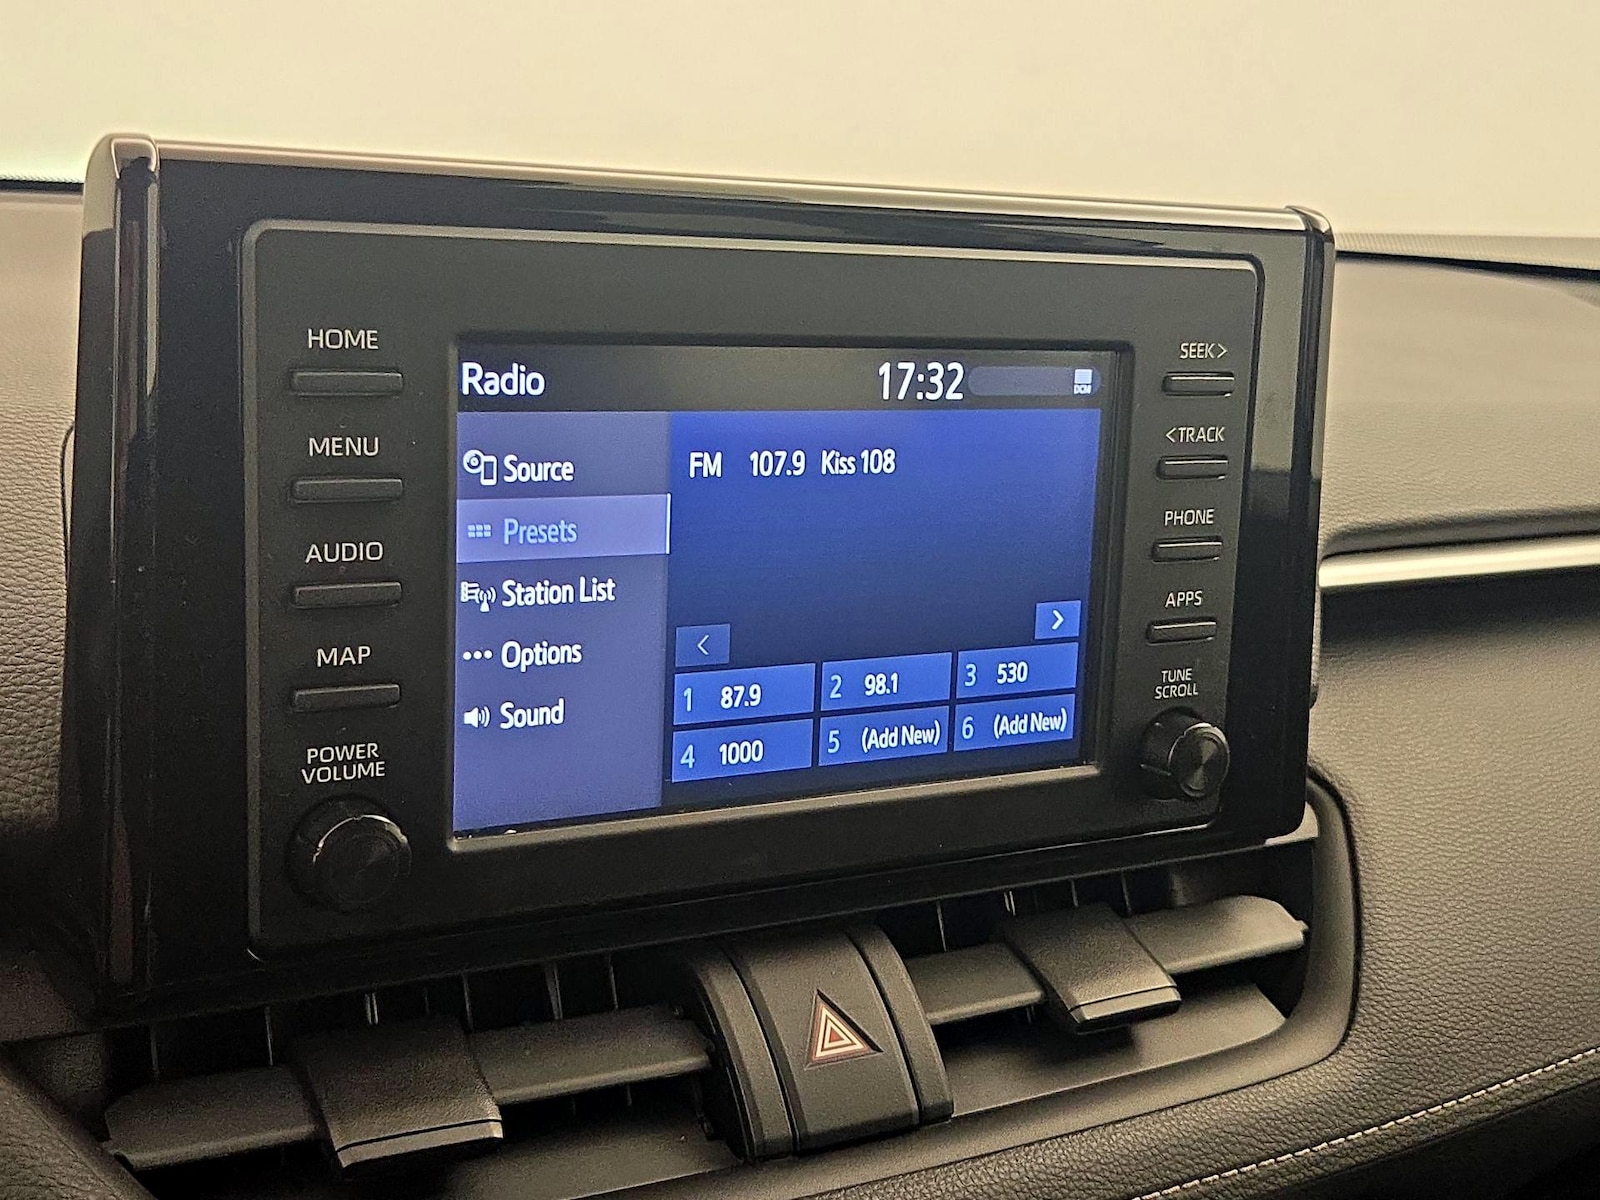 HOME
MENU
AUDIO
MAP
POWER
VOLUME
Radio 17:32
DCM
Source
Presets
Station List
Options
Sound
FM 107.9 Kiss 108
<
>
1 87.9
2 98.1
3 530
4 1000
5 (Add New)
6 (Add New)
SEEK>
<TRACK
PHONE
APPS
TUNE
SCROLL